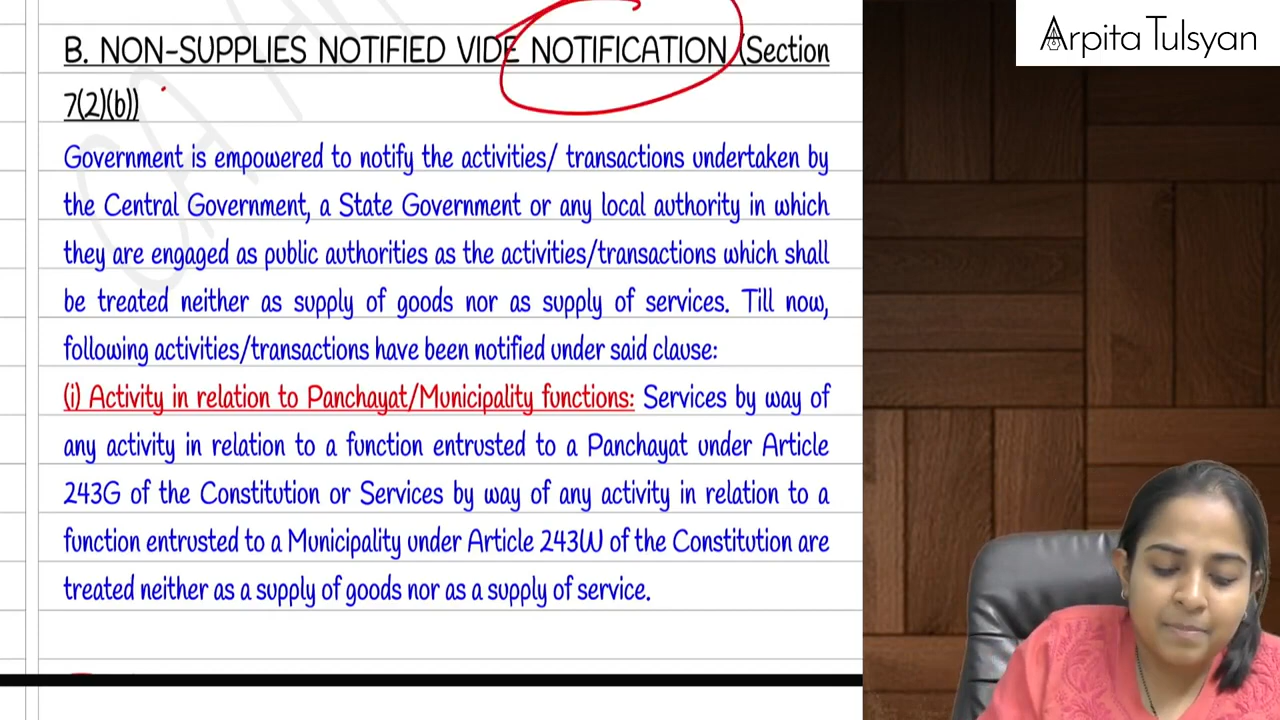 Arpita Tulsyan
B. NON-SUPPLIES NOTIFIED VIDE NOTIFICATION (Section
7(2)(b))
Government is empowered to notify the activities/ transactions undertaken by
the Central Government, a State Government or any local authority in which
they are engaged as public authorities as the activities/transactions which shall
be treated neither as supply of goods nor as supply of services. Till now,
following activities/transactions have been notified under said clause:
(i) Activity in relation to Panchayat/Municipality functions: Services by way of
any activity in relation to a function entrusted to a Panchayat under Article
243G of the Constitution or Services by way of any activity in relation to a
function entrusted to a Municipality under Article 243W of the Constitution are
treated neither as a supply of goods nor as a supply of service.